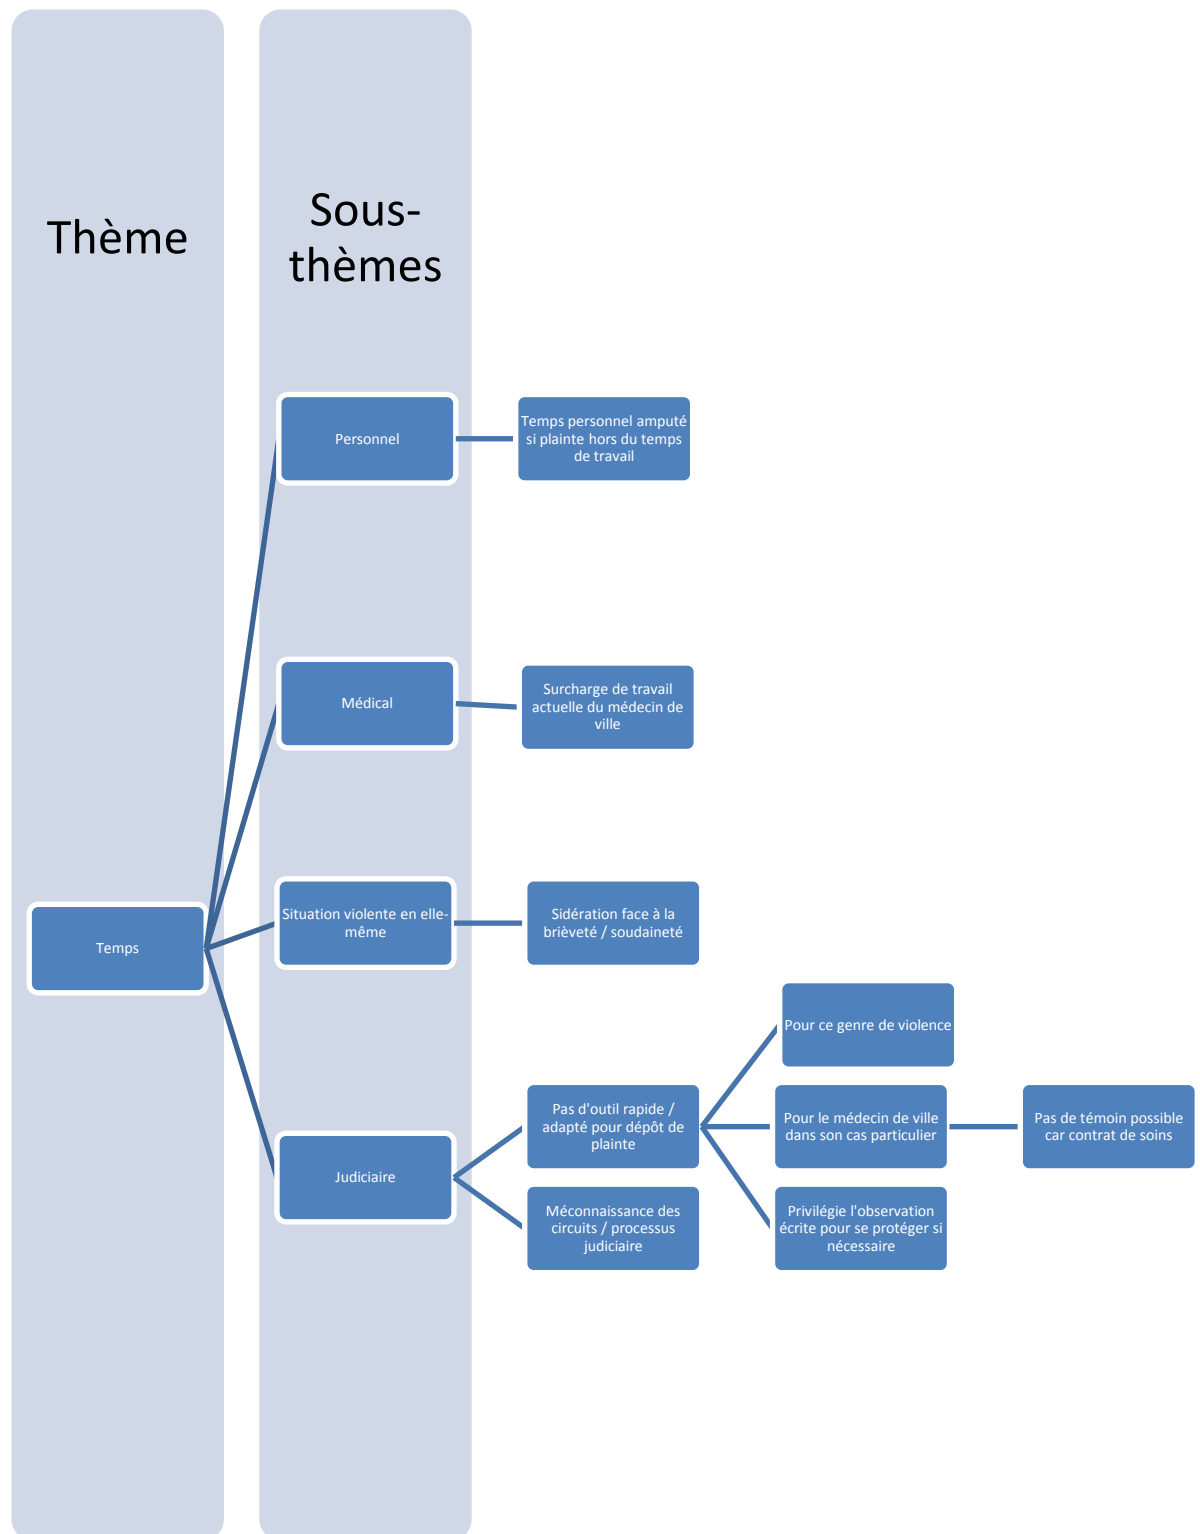 Thème
Sous-
thèmes
Personnel
Temps personnel amputé
si plainte hors du temps
de travail
Médical
Surcharge de travail
actuelle du médecin de
ville
Temps
Situation violente en elle-
même
Sidération face à la
brièveté / soudaineté
Judiciaire
Pas d'outil rapide /
adapté pour dépôt de
plainte
Pour ce genre de violence
Pour le médecin de ville
dans son cas particulier
Pas de témoin possible
car contrat de soins
Privilégie l'observation
écrite pour se protéger si
nécessaire
Méconnaissance des
circuits / processus
judiciaire